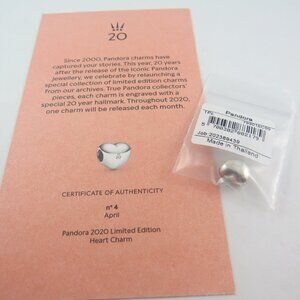 20
Since 2000, Pandora charms have
captured your stories. This year, 20 years
after the release of the iconic Pandora
jewellery, we celebrate by relaunching a
special collection of limited edition charms
from our archives. True Pandora collectors'
pieces, each charm is engraved with a
special 20 year hallmark. Throughout 2020,
one charm will be released each month.
CERTIFICATE OF AUTHENTICITY
n° 4
April
Pandora 2020 Limited Edition
Heart Charm
Pandora
Made in Thailand